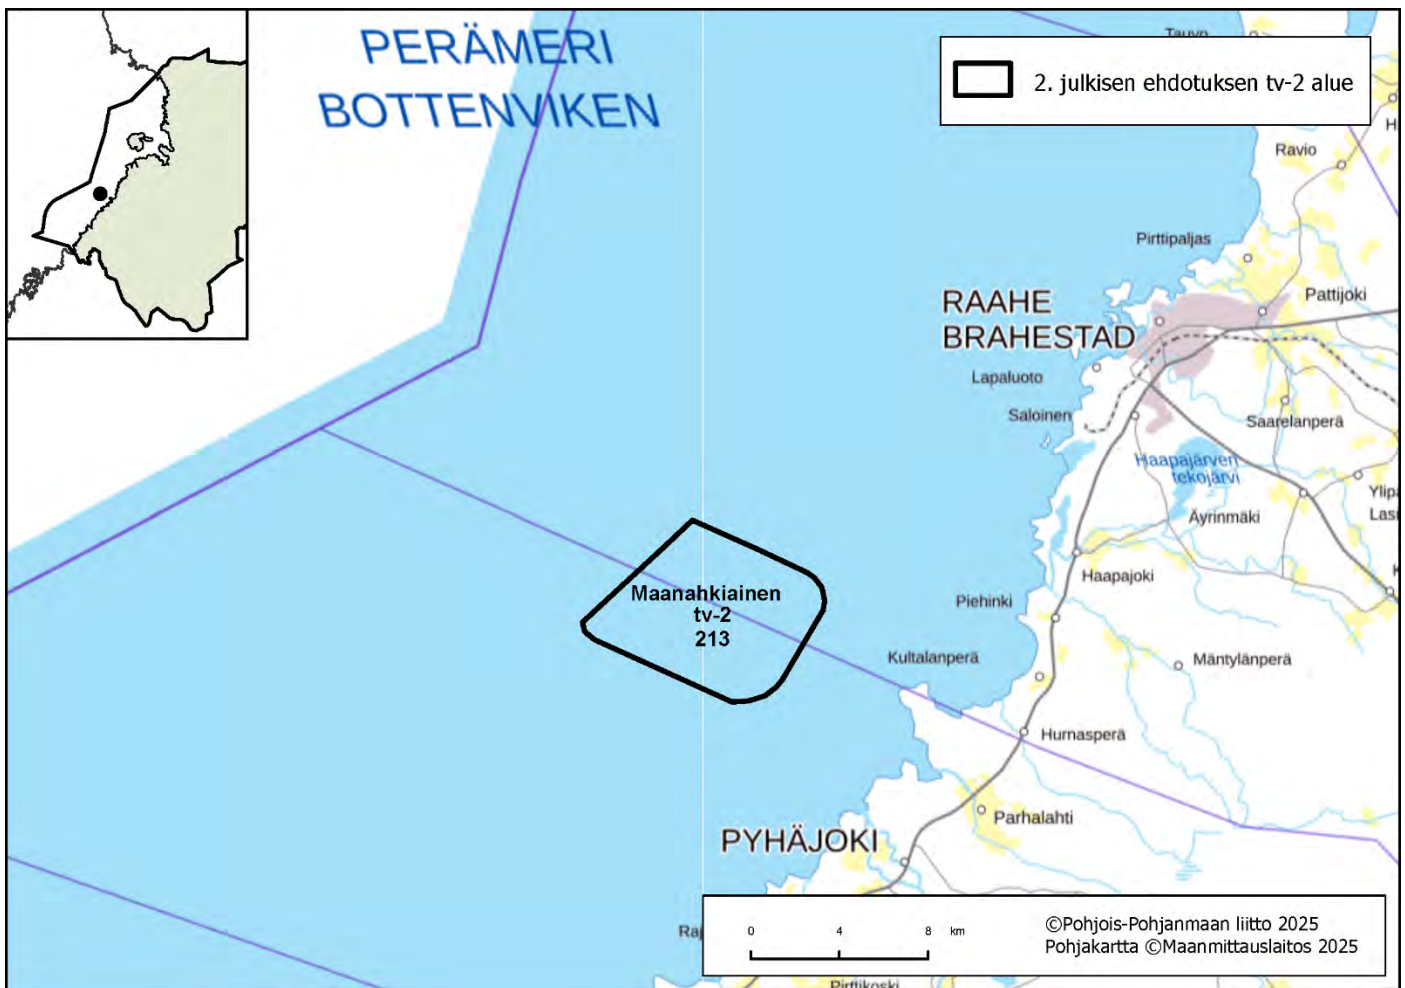 PERÄMERI
BOTTENVIKEN
2. julkisen ehdotuksen tv-2 alue
Ravio
Pirttipaljas
Pattijoki
RAAHE
BRAHESTAD
Lapaluoto
Saloinen
Saarelanperä
Haapajärven
tekojärvi
Äyrinmäki
Haapajoki
Maanahkiainen
tv-2
213
Piehinki
Kultalanperä
Mäntylänperä
Hurnasperä
Parhalahti
PYHÄJOKI
0 4 8 km
©Pohjois-Pohjanmaan liitto 2025
Pohjakartta ©Maanmittauslaitos 2025